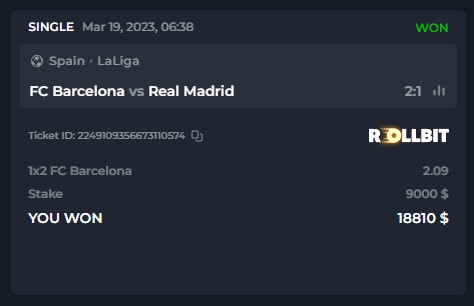 SINGLE Mar 19, 2023, 06:38 WON
Spain • LaLiga
FC Barcelona vs Real Madrid 2:1
Ticket ID: 2249109356673110574 ROLLBIT
1x2 FC Barcelona 2.09
Stake 9000 $
YOU WON 18810 $